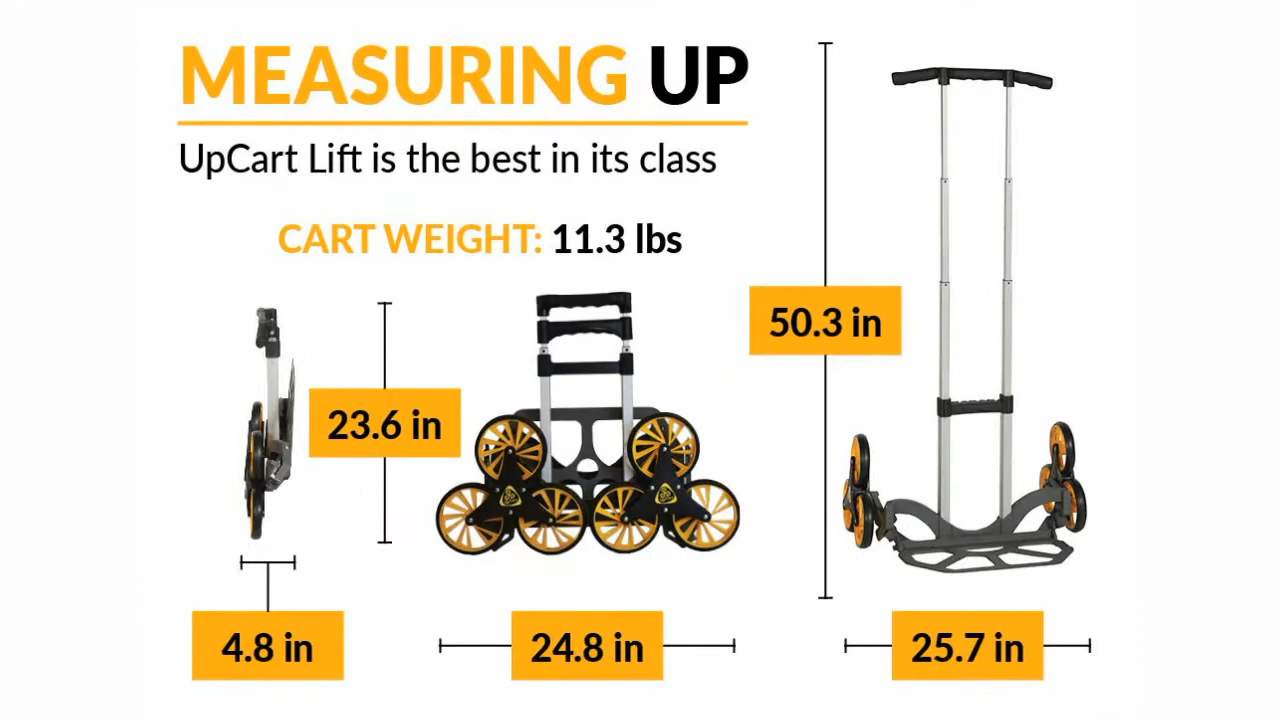 MEASURING UP
UpCart Lift is the best in its class
CART WEIGHT: 11.3 lbs
50.3 in
23.6 in
4.8 in
24.8 in
25.7 in